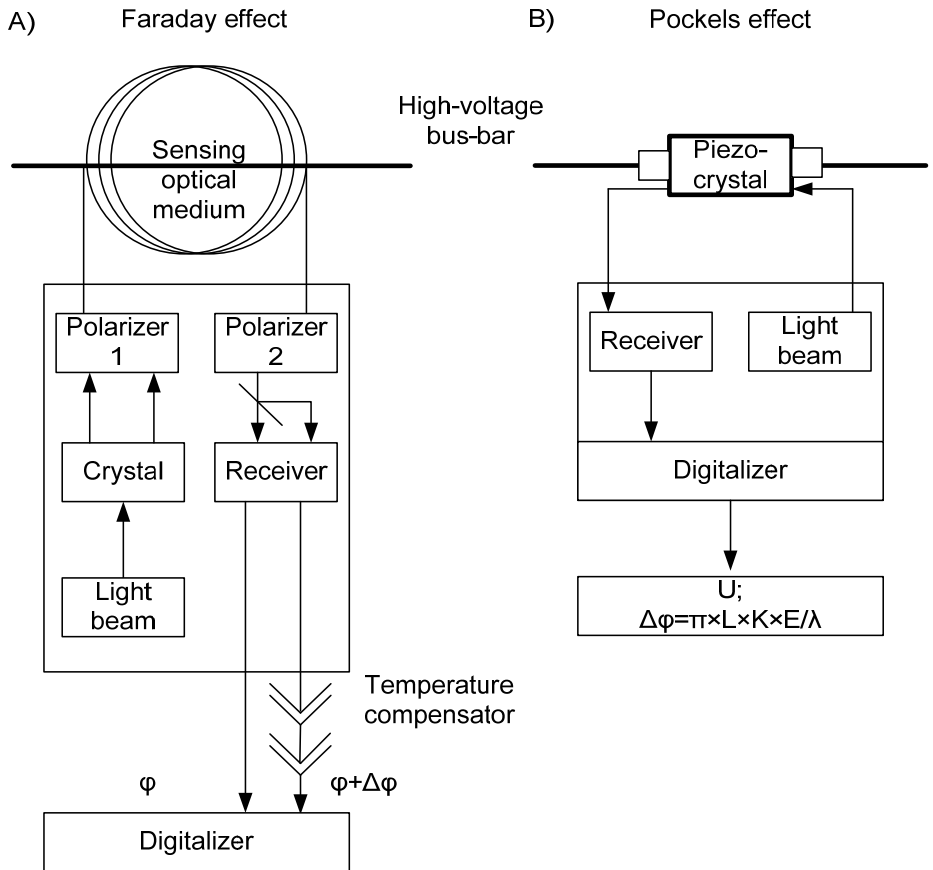 A)
Faraday effect
Sensing
optical
medium
High-voltage
bus-bar
Polarizer
1
Polarizer
2
Crystal
Receiver
Light
beam
Temperature
compensator
φ
φ+Δφ
Digitalizer
B)
Pockels effect
Piezo-
crystal
Receiver
Light
beam
Digitalizer
U;
Δφ=π×L×K×E/λ